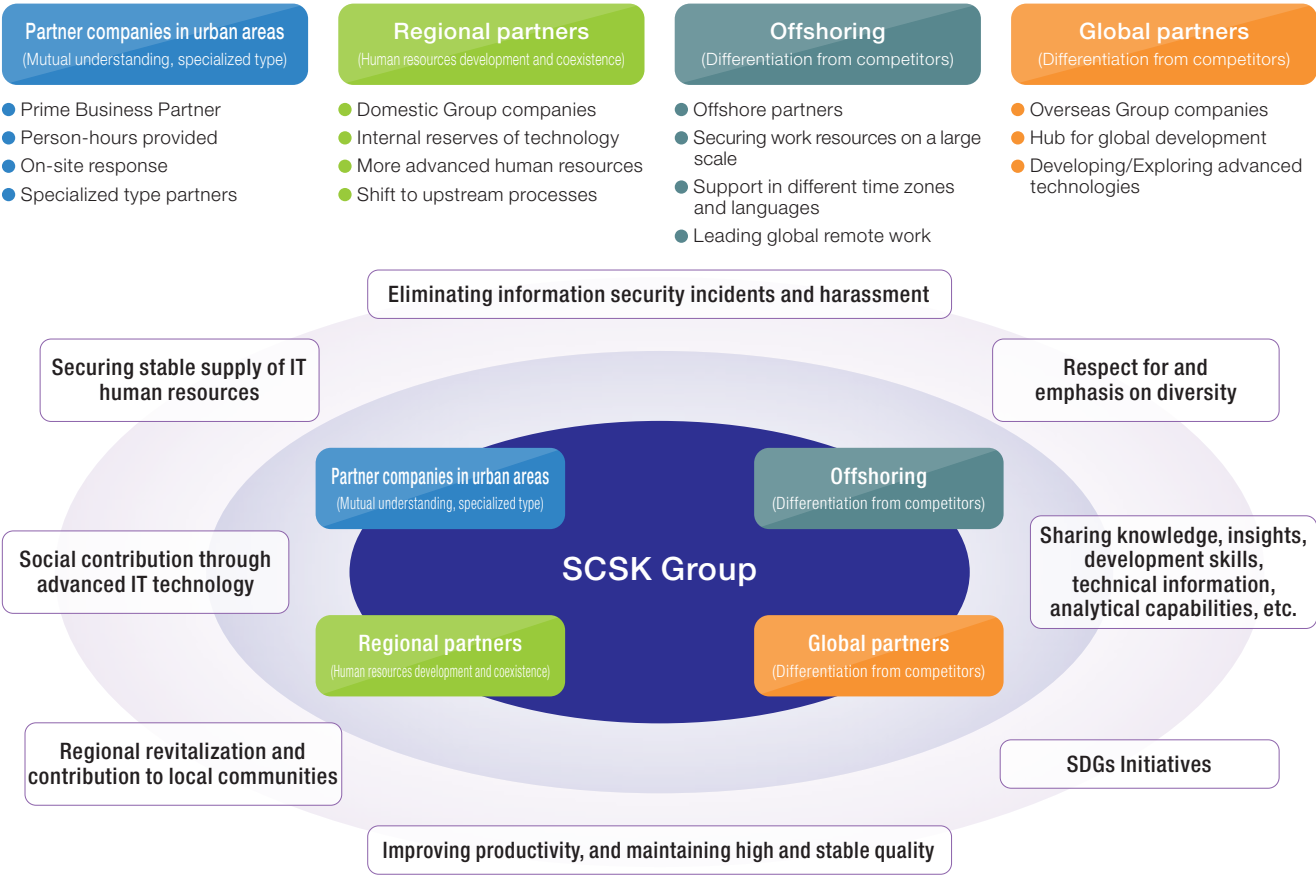 Partner companies in urban areas
(Mutual understanding, specialized type)
Prime Business Partner
Person-hours provided
On-site response
Specialized type partners
Regional partners
(Human resources development and coexistence)
Domestic Group companies
Internal reserves of technology
More advanced human resources
Shift to upstream processes
Offshoring
(Differentiation from competitors)
Offshore partners
Securing work resources on a large
scale
Support in different time zones
and languages
Leading global remote work
Global partners
(Differentiation from competitors)
Overseas Group companies
Hub for global development
Developing/Exploring advanced
technologies
Eliminating information security incidents and harassment
Securing stable supply of IT
human resources
Respect for and
emphasis on diversity
Partner companies in urban areas
(Mutual understanding, specialized type)
Offshoring
(Differentiation from competitors)
Social contribution through
advanced IT technology
SCSK Group
Sharing knowledge, insights,
development skills,
technical information,
analytical capabilities, etc.
Regional partners
(Human resources development and coexistence)
Global partners
(Differentiation from competitors)
Regional revitalization and
contribution to local communities
SDGs Initiatives
Improving productivity, and maintaining high and stable quality